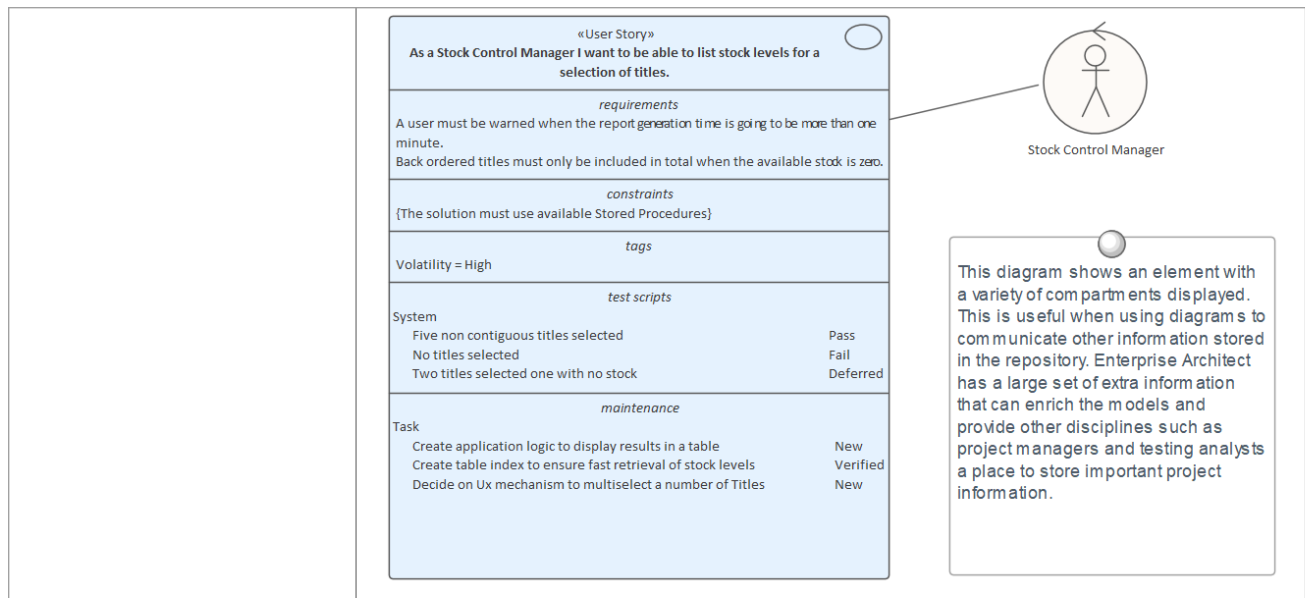 «User Story»
As a Stock Control Manager I want to be able to list stock levels for a
selection of titles.
requirements
A user must be warned when the report generation time is going to be more than one
minute.
Back ordered titles must only be included in total when the available stock is zero.
constraints
{The solution must use available Stored Procedures}
tags
Volatility = High
test scripts
System
Five non contiguous titles selected Pass
No titles selected Fail
Two titles selected one with no stock Deferred
maintenance
Task
Create application logic to display results in a table New
Create table index to ensure fast retrieval of stock levels Verified
Decide on Ux mechanism to multiselect a number of Titles New
Stock Control Manager
This diagram shows an element with
a variety of compartments displayed.
This is useful when using diagrams to
communicate other information stored
in the repository. Enterprise Architect
has a large set of extra information
that can enrich the models and
provide other disciplines such as
project managers and testing analysts
a place to store important project
information.